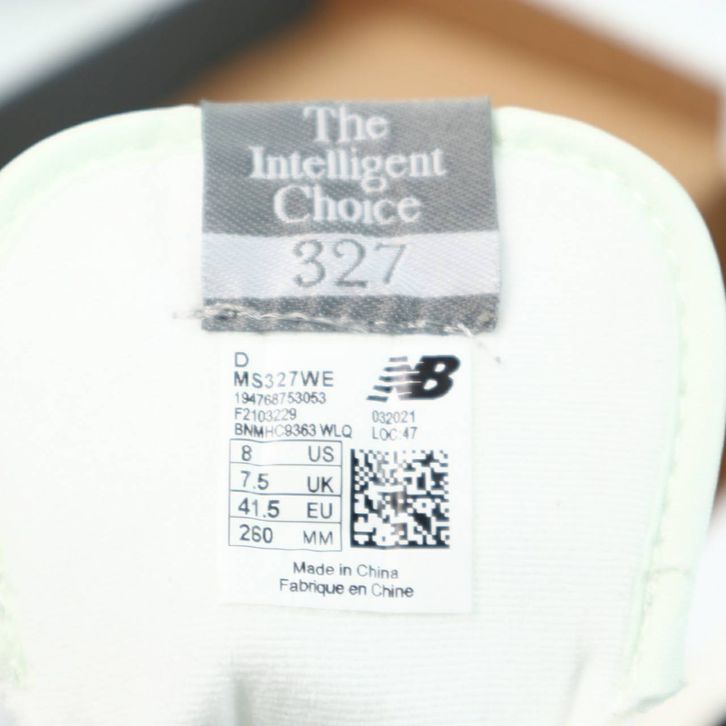 The
Intelligent
Choice
327
D
MS327WE
194768753053
F2103229
032021
BNMHC9363 WLQ
LOC:47
NB
8 US
7.5 UK
41.5 EU
260 MM
Made in China
Fabrique en Chine